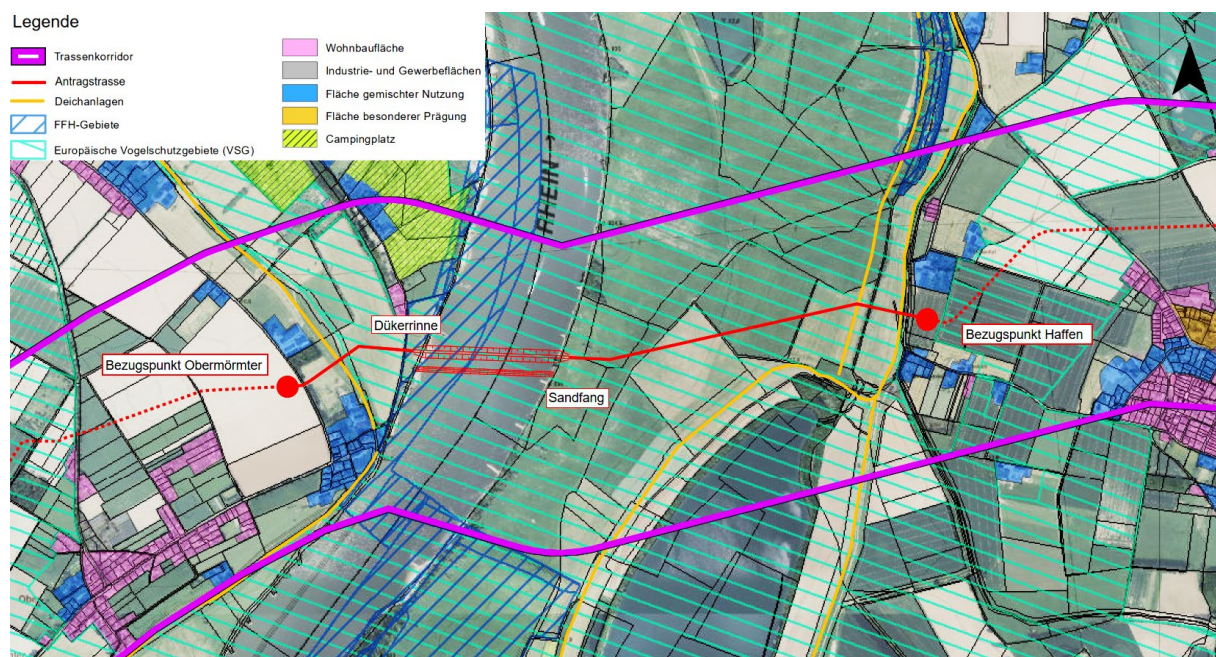 Legende
Trassenkorridor
Antragstrasse
Deichanlagen
FFH-Gebiete
Europäische Vogelschutzgebiete (VSG)
Wohnbaufläche
Industrie- und Gewerbeflächen
Fläche gemischter Nutzung
Fläche besonderer Prägung
Campingplatz
N
RHEIN
Dükerrinne
Bezugspunkt Obermörmter
Bezugspunkt Haffen
Sandfang